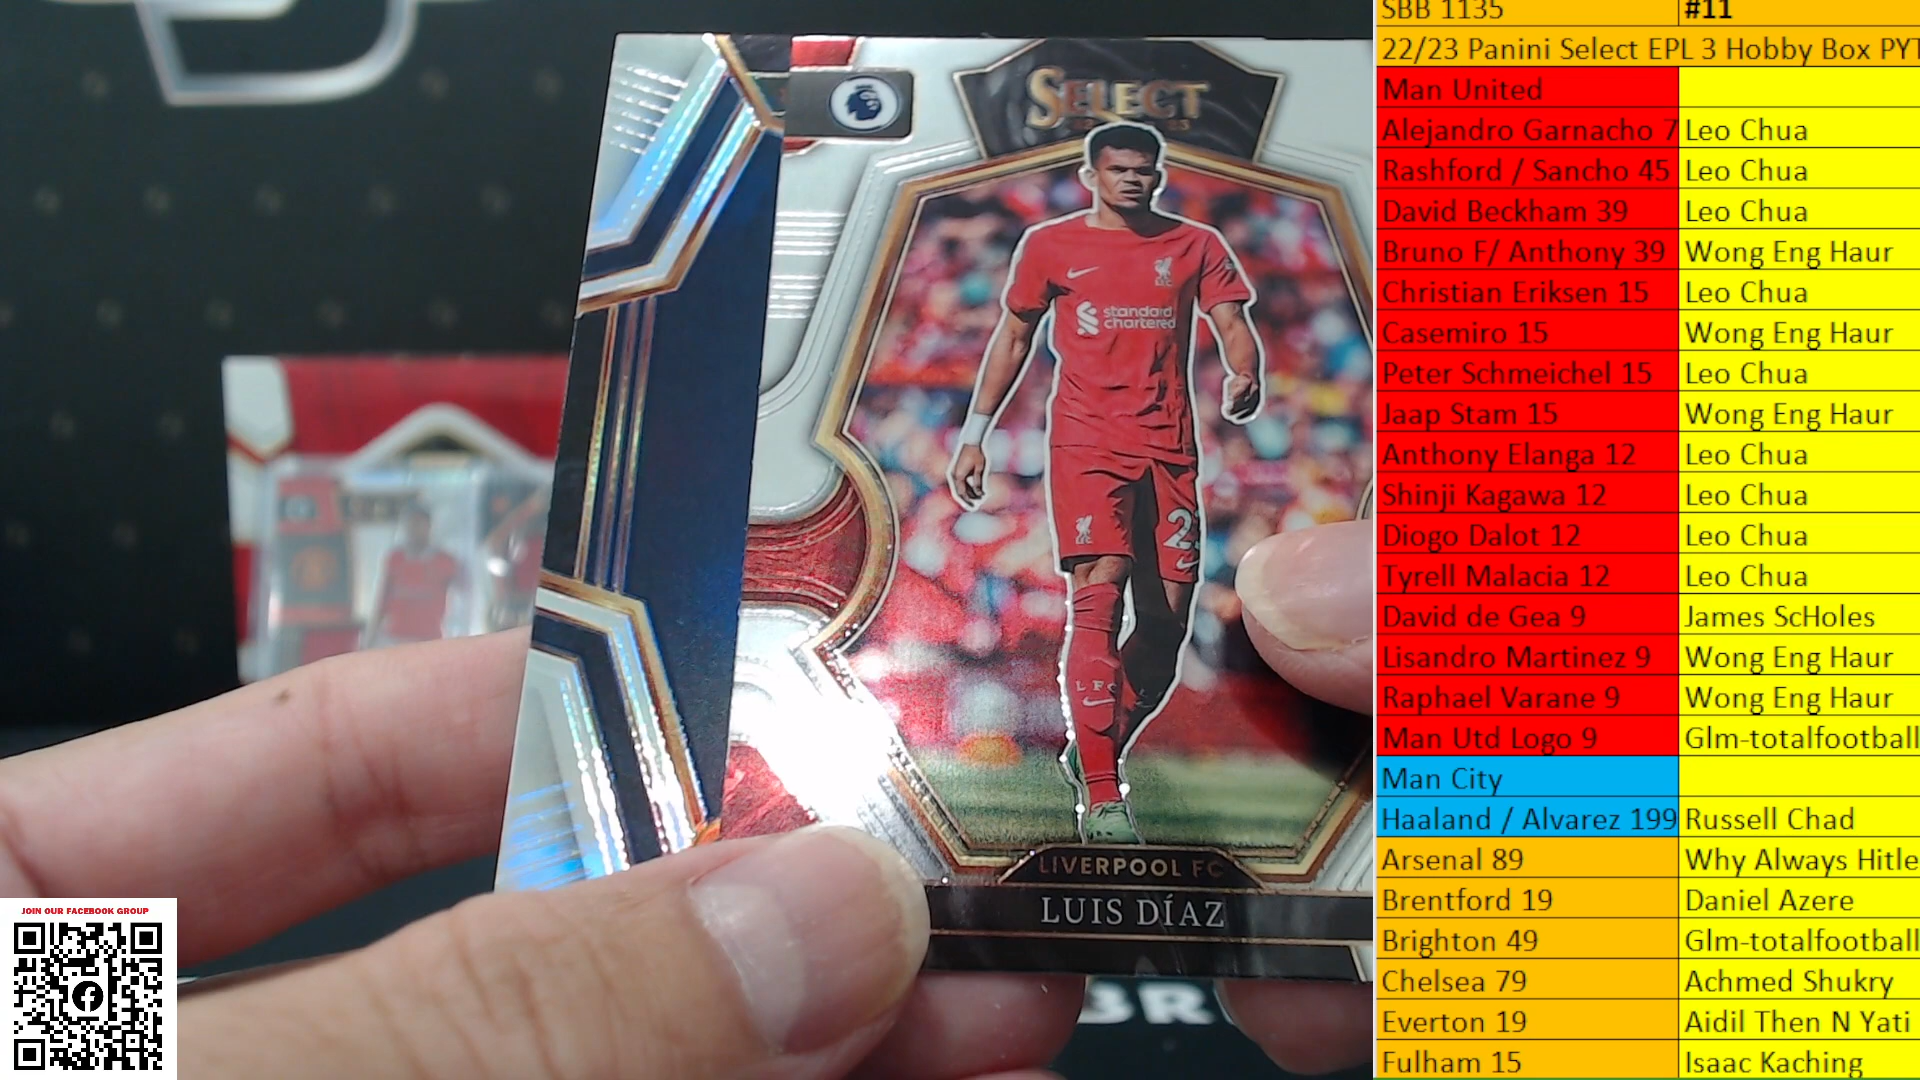 SELECT
standard
chartered
LFC
LIVERPOOL FC
LUIS DÍAZ
JOIN OUR FACEBOOK GROUP
SBB 1135 #11
22/23 Panini Select EPL 3 Hobby Box PYT
Man United
Alejandro Garnacho 7 Leo Chua
Rashford / Sancho 45 Leo Chua
David Beckham 39 Leo Chua
Bruno F/ Anthony 39 Wong Eng Haur
Christian Eriksen 15 Leo Chua
Casemiro 15 Wong Eng Haur
Peter Schmeichel 15 Leo Chua
Jaap Stam 15 Wong Eng Haur
Anthony Elanga 12 Leo Chua
Shinji Kagawa 12 Leo Chua
Diogo Dalot 12 Leo Chua
Tyrell Malacia 12 Leo Chua
David de Gea 9 James ScHoles
Lisandro Martinez 9 Wong Eng Haur
Raphael Varane 9 Wong Eng Haur
Man Utd Logo 9 Glm-totalfootball
Man City
Haaland / Alvarez 199 Russell Chad
Arsenal 89 Why Always Hitle
Brentford 19 Daniel Azere
Brighton 49 Glm-totalfootball
Chelsea 79 Achmed Shukry
Everton 19 Aidil Then N Yati
Fulham 15 Isaac Kaching